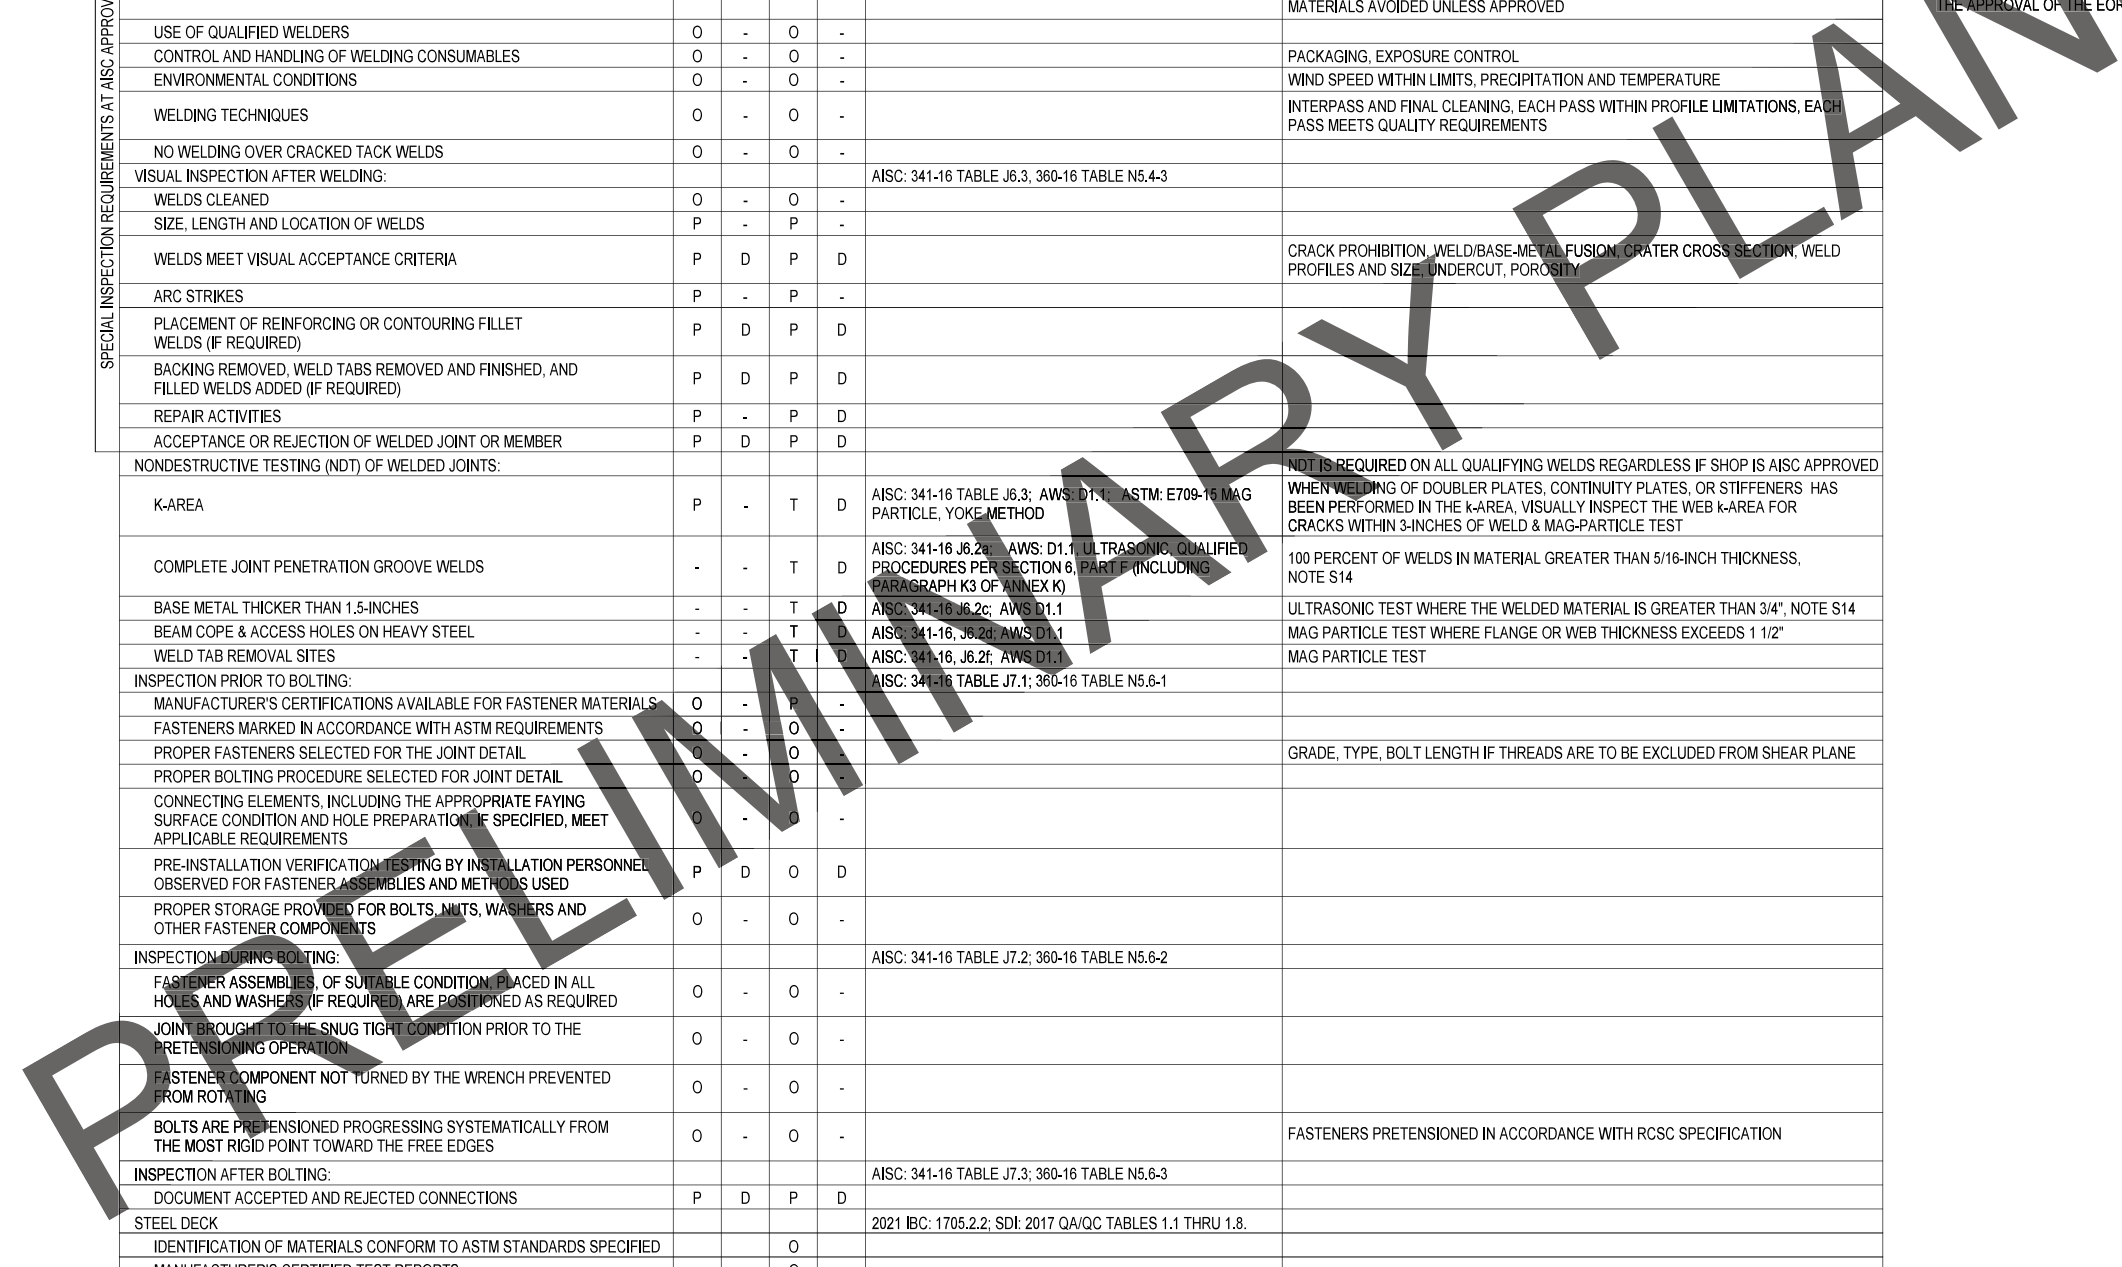 MATERIALS AVOIDED UNLESS APPROVED
THE APPROVAL OF THE EOR
SPECIAL INSPECTION REQUIREMENTS AT AISC
USE OF QUALIFIED WELDERS O - O -
CONTROL AND HANDLING OF WELDING CONSUMABLES O - O - PACKAGING, EXPOSURE CONTROL
ENVIRONMENTAL CONDITIONS O - O - WIND SPEED WITHIN LIMITS, PRECIPITATION AND TEMPERATURE
WELDING TECHNIQUES O - O - INTERPASS AND FINAL CLEANING, EACH PASS WITHIN PROFILE LIMITATIONS, EACH
PASS MEETS QUALITY REQUIREMENTS
NO WELDING OVER CRACKED TACK WELDS O - O -
VISUAL INSPECTION AFTER WELDING: AISC: 341-16 TABLE J6.3, 360-16 TABLE N5.4-3
WELDS CLEANED O - O -
SIZE, LENGTH AND LOCATION OF WELDS P - P -
WELDS MEET VISUAL ACCEPTANCE CRITERIA P D P D CRACK PROHIBITION, WELD/BASE-METAL FUSION, CRATER CROSS SECTION, WELD
PROFILES AND SIZE, UNDERCUT, POROSITY
ARC STRIKES P - P -
PLACEMENT OF REINFORCING OR CONTOURING FILLET
WELDS (IF REQUIRED) P D P D
BACKING REMOVED, WELD TABS REMOVED AND FINISHED, AND
FILLED WELDS ADDED (IF REQUIRED) P D P D
REPAIR ACTIVITIES P - P D
ACCEPTANCE OR REJECTION OF WELDED JOINT OR MEMBER P D P D
NONDESTRUCTIVE TESTING (NDT) OF WELDED JOINTS: NDT IS REQUIRED ON ALL QUALIFYING WELDS REGARDLESS IF SHOP IS AISC APPROVED
K-AREA P - T D
AISC: 341-16 TABLE J6.3; AWS: D1.1; ASTM: E709-15 MAG
PARTICLE, YOKE METHOD
WHEN WELDING OF DOUBLER PLATES, CONTINUITY PLATES, OR STIFFENERS HAS
BEEN PERFORMED IN THE k-AREA, VISUALLY INSPECT THE WEB k-AREA FOR
CRACKS WITHIN 3-INCHES OF WELD & MAG-PARTICLE TEST
COMPLETE JOINT PENETRATION GROOVE WELDS - - T D
AISC: 341-16 J6.2a; AWS: D1.1, ULTRASONIC, QUALIFIED
PROCEDURES PER SECTION 6, PART F (INCLUDING
PARAGRAPH K3 OF ANNEX K)
100 PERCENT OF WELDS IN MATERIAL GREATER THAN 5/16-INCH THICKNESS,
NOTE S14
BASE METAL THICKER THAN 1.5-INCHES - - T D AISC: 341-16 J6.2c; AWS D1.1 ULTRASONIC TEST WHERE THE WELDED MATERIAL IS GREATER THAN 3/4", NOTE S14
BEAM COPE & ACCESS HOLES ON HEAVY STEEL - - T D AISC: 341-16, J6.2d; AWS D1.1 MAG PARTICLE TEST WHERE FLANGE OR WEB THICKNESS EXCEEDS 1 1/2"
WELD TAB REMOVAL SITES - - T D AISC: 341-16, J6.2f; AWS D1.1 MAG PARTICLE TEST
INSPECTION PRIOR TO BOLTING: AISC: 341-16 TABLE J7.1; 360-16 TABLE N5.6-1
MANUFACTURER'S CERTIFICATIONS AVAILABLE FOR FASTENER MATERIALS O - P -
FASTENERS MARKED IN ACCORDANCE WITH ASTM REQUIREMENTS O - O -
PROPER FASTENERS SELECTED FOR THE JOINT DETAIL O - O - GRADE, TYPE, BOLT LENGTH IF THREADS ARE TO BE EXCLUDED FROM SHEAR PLANE
PROPER BOLTING PROCEDURE SELECTED FOR JOINT DETAIL O - O -
CONNECTING ELEMENTS, INCLUDING THE APPROPRIATE FAYING
SURFACE CONDITION AND HOLE PREPARATION, IF SPECIFIED, MEET
APPLICABLE REQUIREMENTS O - O -
PRE-INSTALLATION VERIFICATION TESTING BY INSTALLATION PERSONNEL
OBSERVED FOR FASTENER ASSEMBLIES AND METHODS USED P D O D
PROPER STORAGE PROVIDED FOR BOLTS, NUTS, WASHERS AND
OTHER FASTENER COMPONENTS O - O -
INSPECTION DURING BOLTING: AISC: 341-16 TABLE J7.2; 360-16 TABLE N5.6-2
FASTENER ASSEMBLIES, OF SUITABLE CONDITION, PLACED IN ALL
HOLES AND WASHERS (IF REQUIRED) ARE POSITIONED AS REQUIRED O - O -
JOINT BROUGHT TO THE SNUG TIGHT CONDITION PRIOR TO THE
PRETENSIONING OPERATION O - O -
FASTENER COMPONENT NOT TURNED BY THE WRENCH PREVENTED
FROM ROTATING O - O -
BOLTS ARE PRETENSIONED PROGRESSING SYSTEMATICALLY FROM
THE MOST RIGID POINT TOWARD THE FREE EDGES O - O - FASTENERS PRETENSIONED IN ACCORDANCE WITH RCSC SPECIFICATION
INSPECTION AFTER BOLTING: AISC: 341-16 TABLE J7.3; 360-16 TABLE N5.6-3
DOCUMENT ACCEPTED AND REJECTED CONNECTIONS P D P D
STEEL DECK 2021 IBC: 1705.2.2; SDI: 2017 QA/QC TABLES 1.1 THRU 1.8.
IDENTIFICATION OF MATERIALS CONFORM TO ASTM STANDARDS SPECIFIED O
PRELIMINARY PLAN